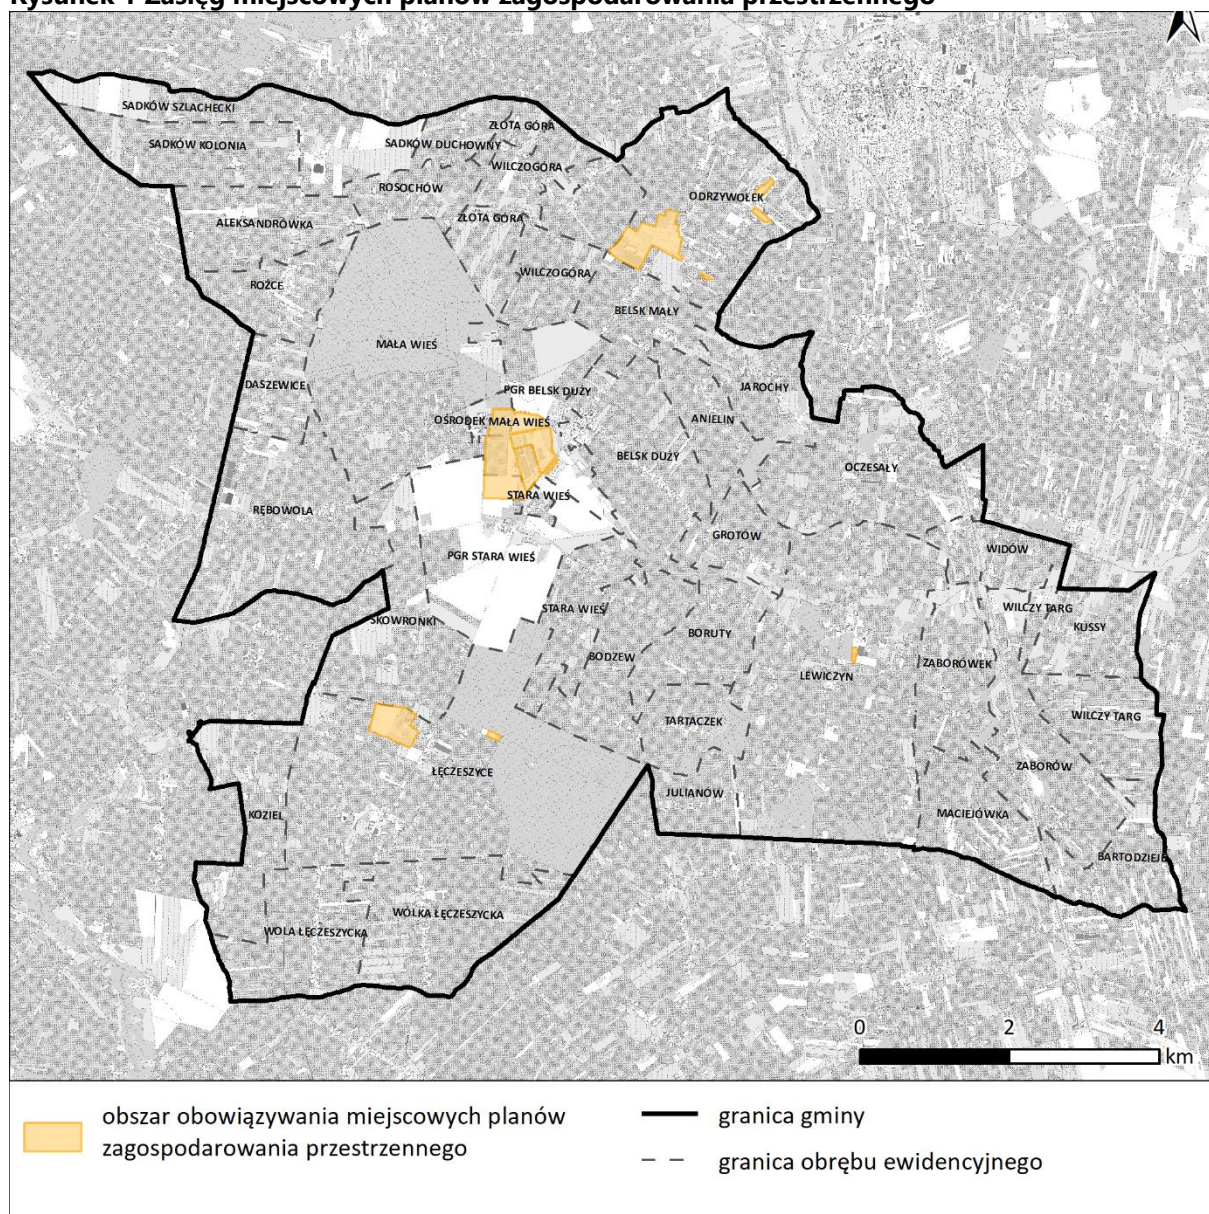 Rysunek 1 Zasięg miejscowych planów zagospodarowania przestrzennego
SADKÓW SZLACHECKI
ZŁOTA GÓRA
SADKÓW KOLONIA
SADKÓW DUCHOWNY
WILCZOGÓRA
ROSOCHÓW
ODRZYWOŁEK
ALEKSANDRÓWKA
ZŁOTA GÓRA
WILCZOGÓRA
ROŻCE
BELSK MAŁY
MAŁA WIEŚ
DASZEWICE
PGR BELSK DUŻY
JAROCHY
OŚRODEK MAŁA WIEŚ
ANIELIN
BELSK DUŻY
OCZESAŁY
STARA WIEŚ
RĘBOWOLA
GROTÓW
PGR STARA WIEŚ
WIDÓW
STARA WIEŚ
WILCZY TARG
SKOWRONKI
KUSSY
BORUTY
BODZEW
ZABORÓWEK
LEWICZYN
TARTACZEK
WILCZY TARG
ŁĘCZESZYCE
ZABORÓW
JULIANÓW
KOZIEL
MACIEJÓWKA
BARTODZIEJE
WÓLKA ŁĘCZESZYCKA
WOLA ŁĘCZESZYCKA
0 2 4
km
obszar obowiązywania miejscowych planów
zagospodarowania przestrzennego
granica gminy
granica obrębu ewidencyjnego